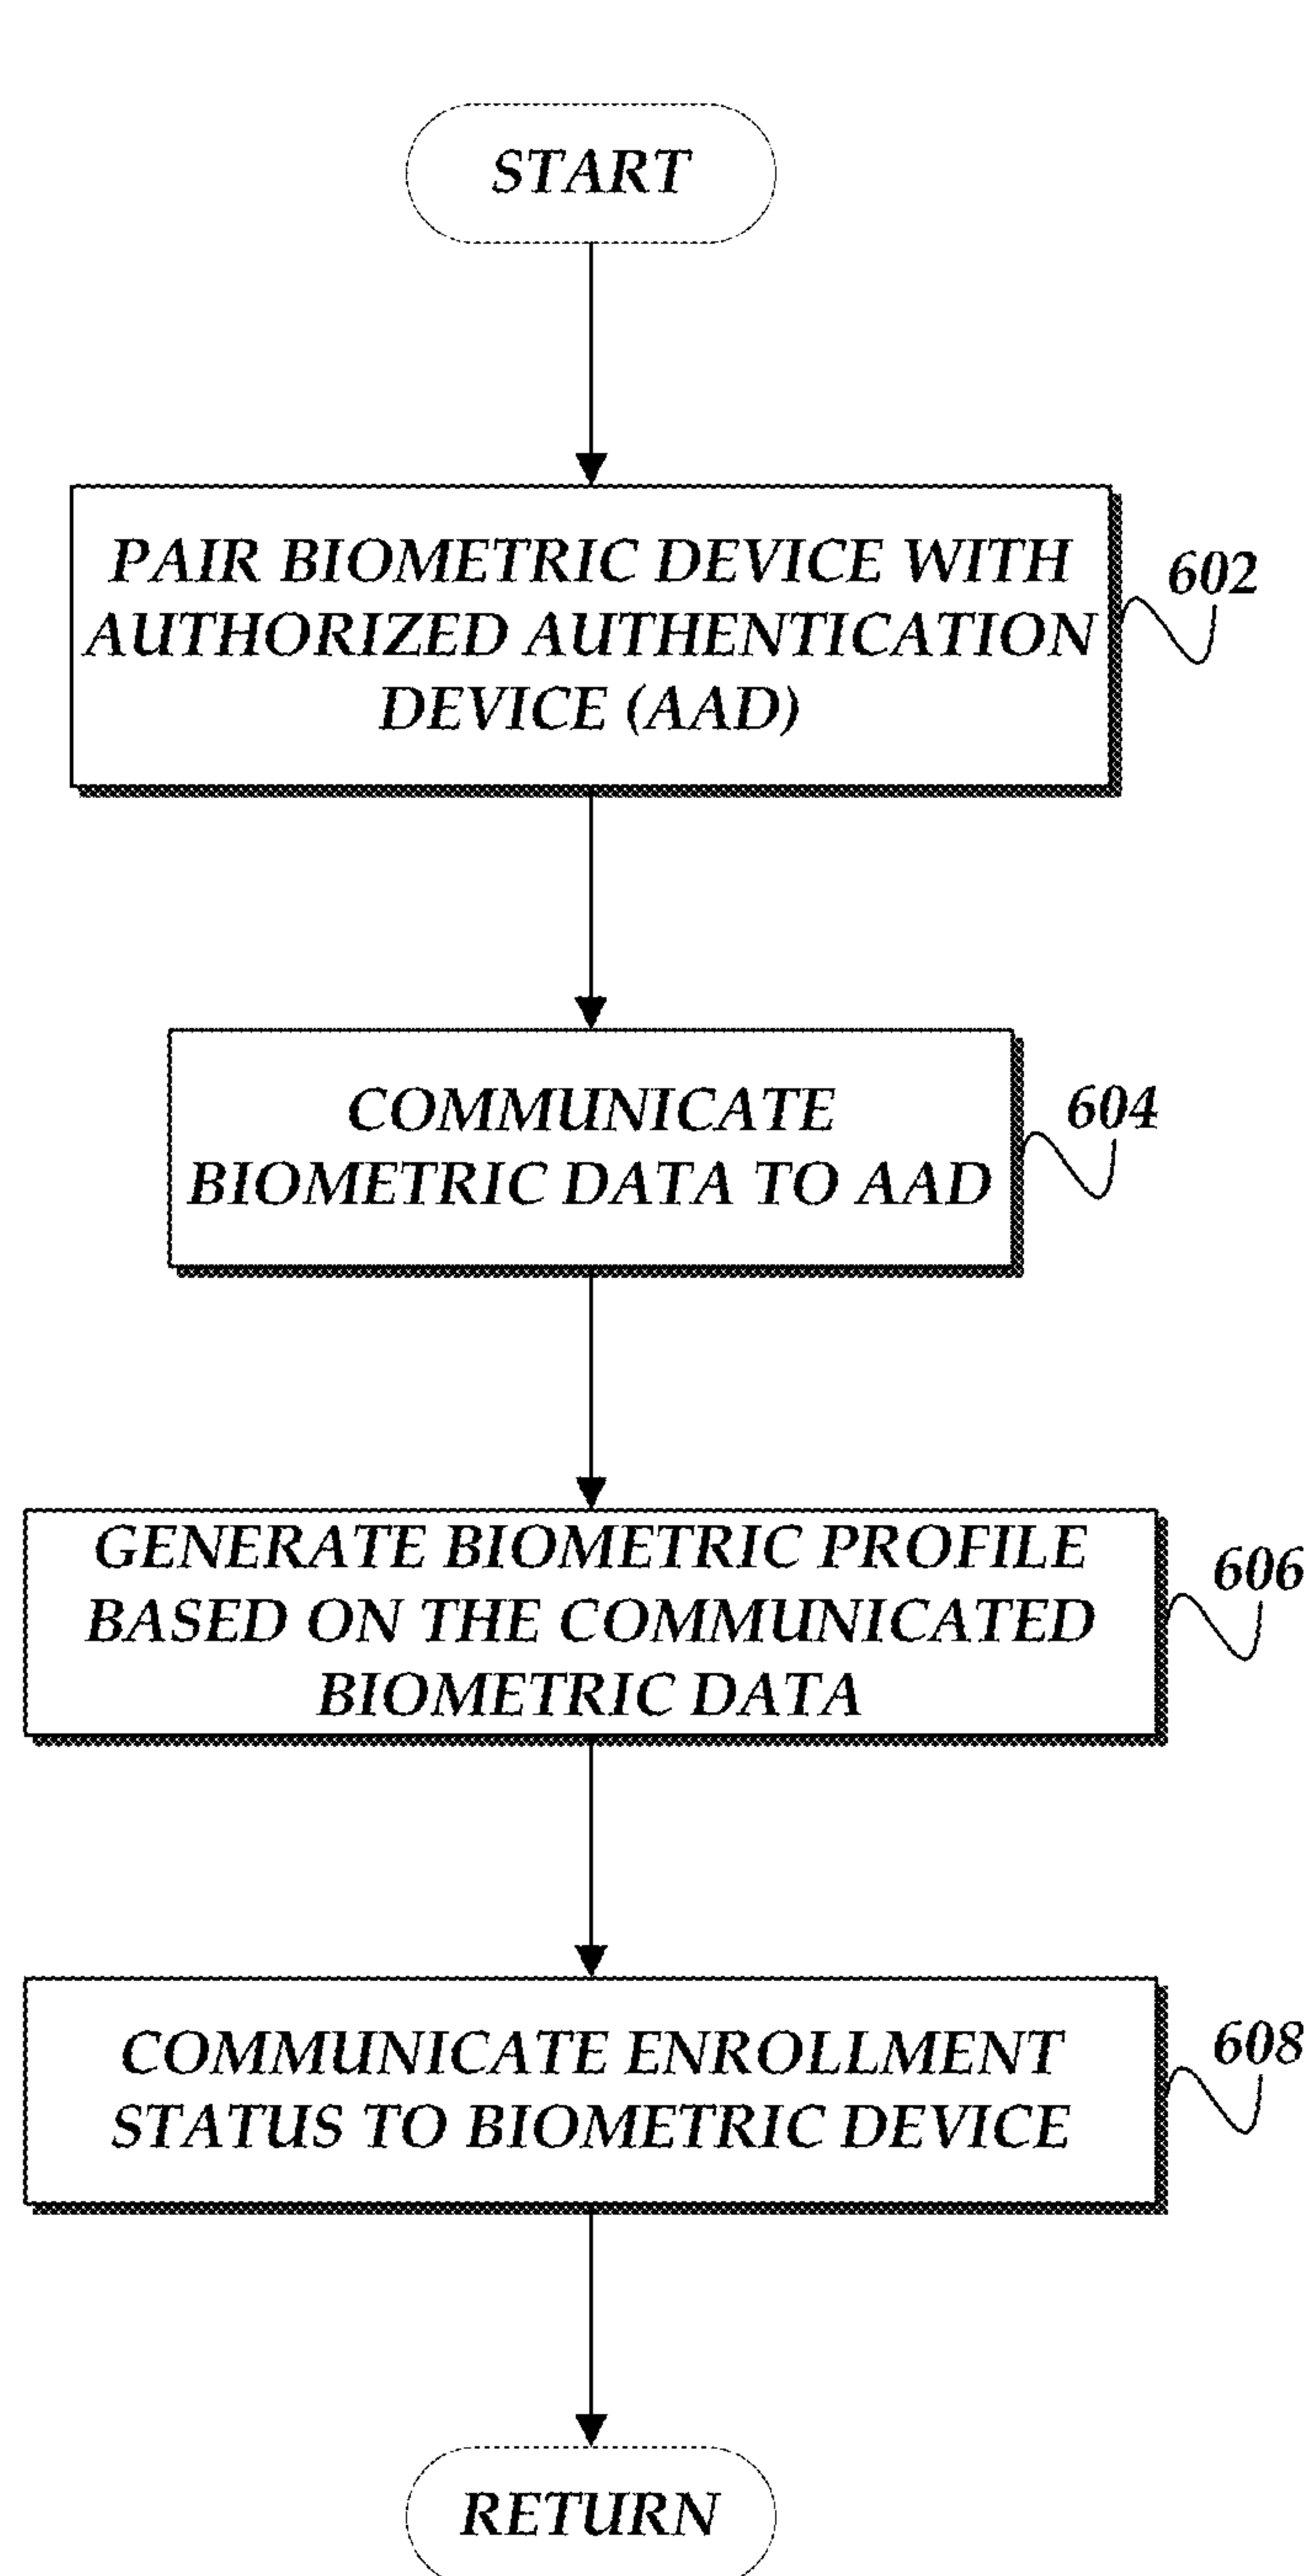 START
PAIR BIOMETRIC DEVICE WITH
AUTHORIZED AUTHENTICATION
DEVICE (AAD)
602
COMMUNICATE
BIOMETRIC DATA TO AAD
604
GENERATE BIOMETRIC PROFILE
BASED ON THE COMMUNICATED
BIOMETRIC DATA
606
COMMUNICATE ENROLLMENT
STATUS TO BIOMETRIC DEVICE
608
RETURN